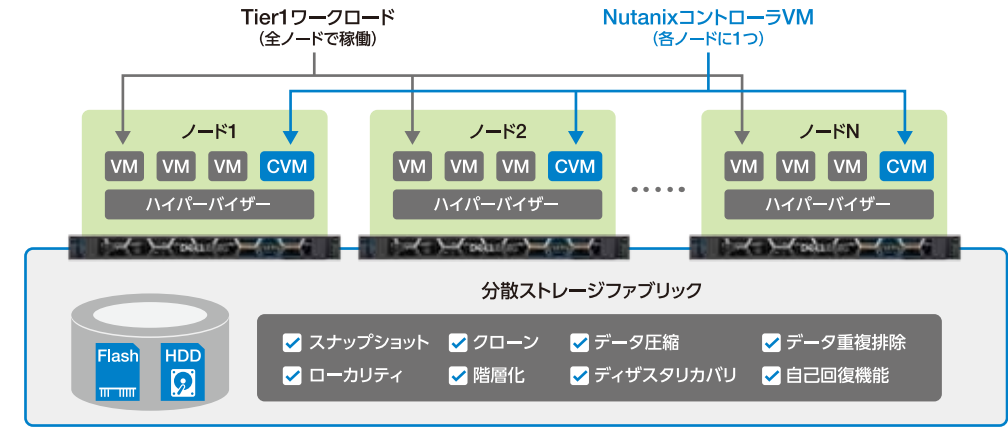 Tier1ワークロード
(全ノードで稼働)
NutanixコントローラVM
(各ノードに1つ)
ノード1
VM VM VM CVM
ハイパーバイザー
ノード2
VM VM VM CVM
ハイパーバイザー
ノードN
VM VM VM CVM
ハイパーバイザー
DELL
DELL
DELL
分散ストレージファブリック
Flash HDD
スナップショット クローン データ圧縮 データ重複排除
ローカリティ 階層化 ディザスタリカバリ 自己回復機能